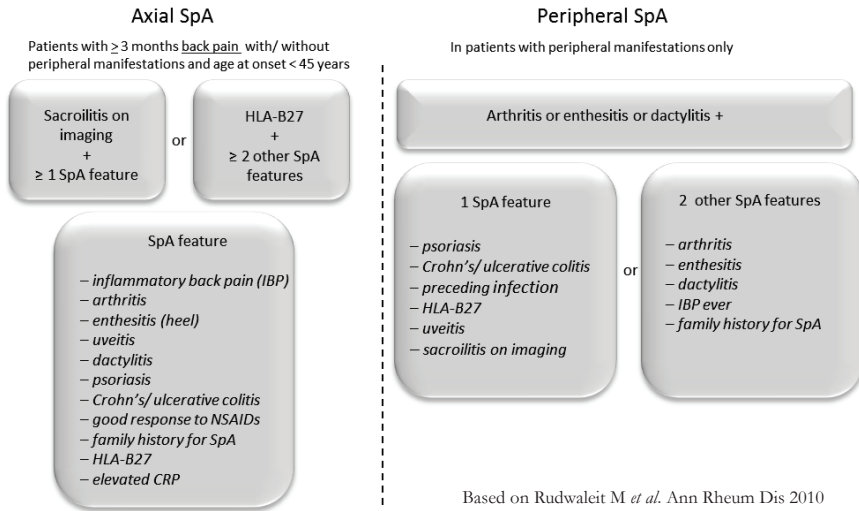 Axial SpA
Patients with ≥ 3 months back pain with/ without
peripheral manifestations and age at onset < 45 years
Sacroilitis on
imaging
+
≥ 1 SpA feature
or
HLA-B27
+
≥ 2 other SpA
features
SpA feature
– inflammatory back pain (IBP)
– arthritis
– enthesitis (heel)
– uveitis
– dactylitis
– psoriasis
– Crohn's/ ulcerative colitis
– good response to NSAIDs
– family history for SpA
– HLA-B27
– elevated CRP
Peripheral SpA
In patients with peripheral manifestations only
Arthritis or enthesitis or dactylitis +
1 SpA feature
– psoriasis
– Crohn's/ ulcerative colitis
– preceding infection
– HLA-B27
– uveitis
– sacroilitis on imaging
or
2 other SpA features
– arthritis
– enthesitis
– dactylitis
– IBP ever
– family history for SpA
Based on Rudwaleit M et al. Ann Rheum Dis 2010